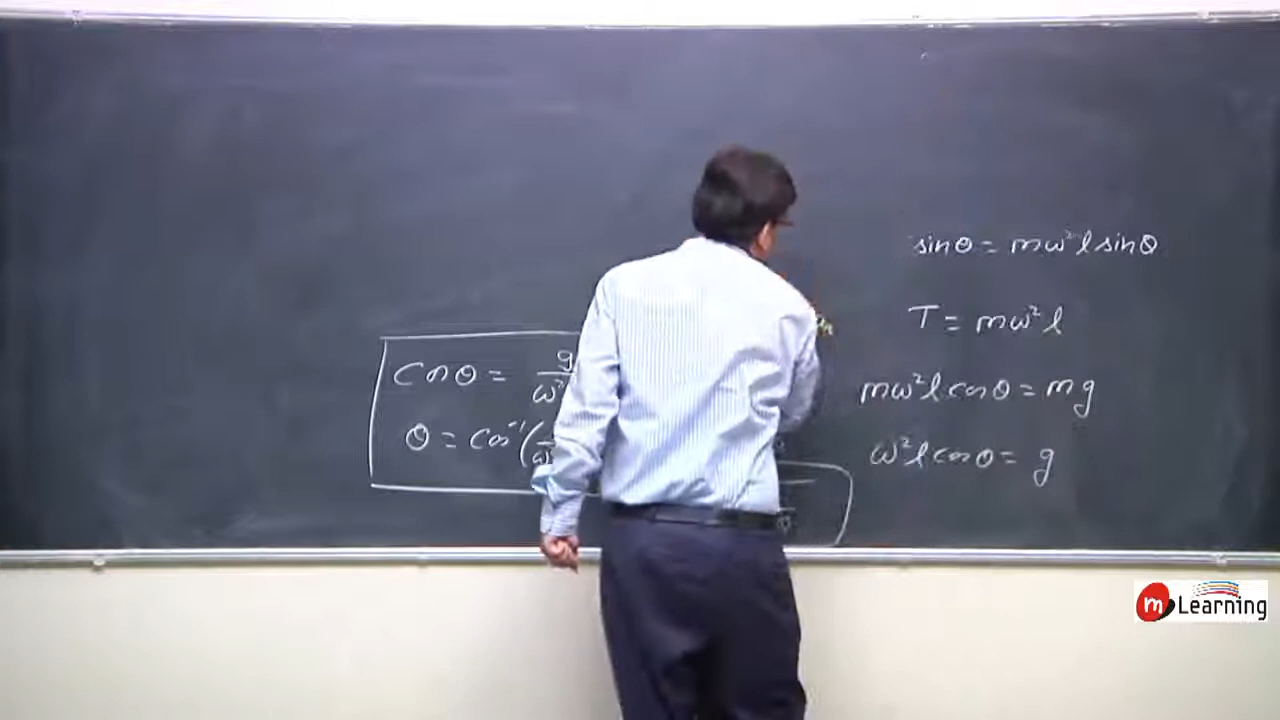 sinθ = mω²l sinθ
T = mω²l
mω²l cosθ = mg
ω²l cosθ = g
cosθ = g
θ = cos⁻¹(
m Learning